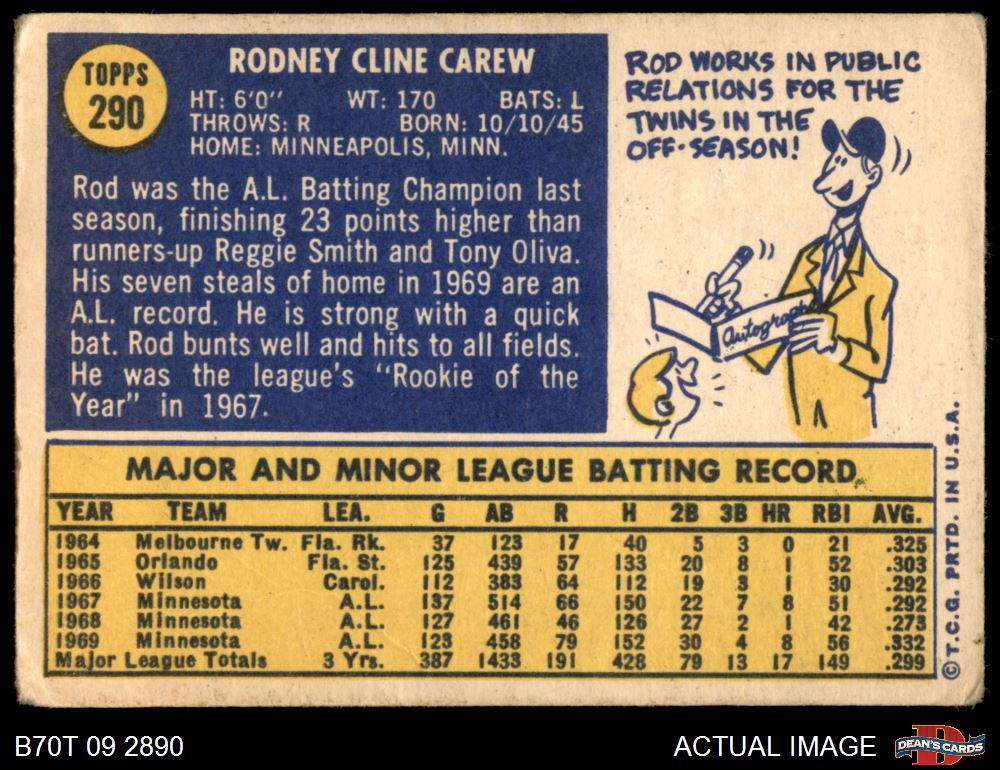 TOPPS
290
RODNEY CLINE CAREW
HT: 6'0" WT: 170 BATS: L
THROWS: R BORN: 10/10/45
HOME: MINNEAPOLIS, MINN.
Rod was the A.L. Batting Champion last
season, finishing 23 points higher than
runners-up Reggie Smith and Tony Oliva.
His seven steals of home in 1969 are an
A.L. record. He is strong with a quick
bat. Rod bunts well and hits to all fields.
He was the league's "Rookie of the
Year" in 1967.
ROD WORKS IN PUBLIC
RELATIONS FOR THE
TWINS IN THE
OFF-SEASON!
Autographs
MAJOR AND MINOR LEAGUE BATTING RECORD
YEAR TEAM LEA. G AB R H 2B 3B HR RBI AVG.
1964 Melbourne Tw. Fla. Rk. 37 123 17 40 5 3 0 21 .325
1965 Orlando Fla. St. 125 439 57 133 20 8 1 52 .303
1966 Wilson Carol. 112 383 64 112 19 3 1 30 .292
1967 Minnesota A.L. 137 514 66 150 22 7 8 51 .292
1968 Minnesota A.L. 127 461 46 126 27 2 1 42 .273
1969 Minnesota A.L. 123 458 79 152 30 4 8 56 .332
Major League Totals 3 Yrs. 387 1433 191 428 79 13 17 149 .299
©T.C.G. PRTD. IN U.S.A.
B70T 09 2890
ACTUAL IMAGE
D
DEAN'S CARDS